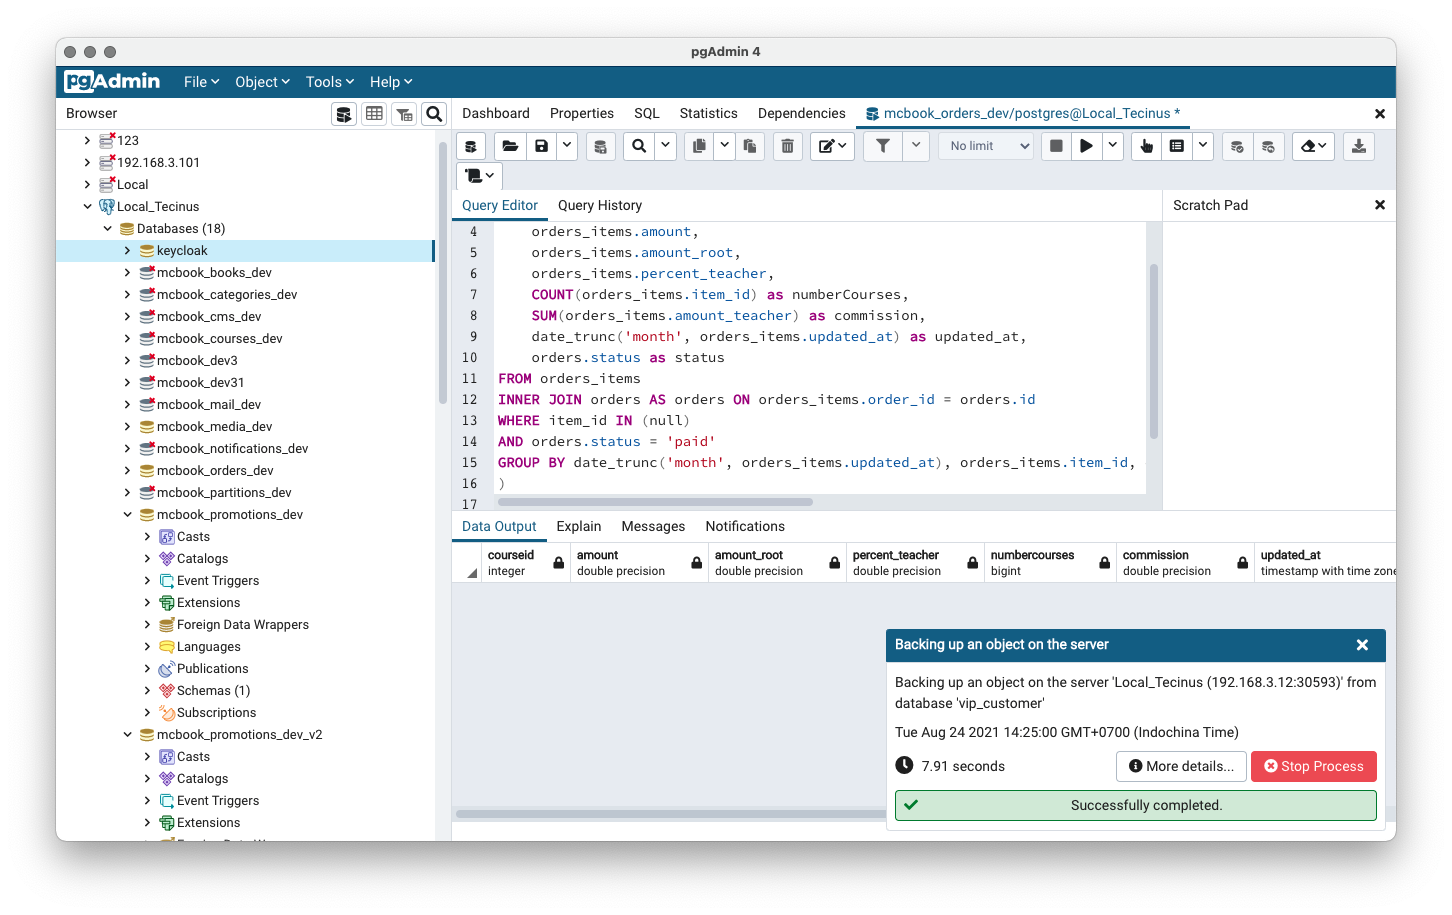 pgAdmin 4
pgAdmin File Object Tools Help
Browser
Dashboard Properties SQL Statistics Dependencies mcbook_orders_dev/postgres@Local_Tecinus *
123
192.168.3.101
Local
Local_Tecinus
Databases (18)
keycloak
mcbook_books_dev
mcbook_categories_dev
mcbook_cms_dev
mcbook_courses_dev
mcbook_dev3
mcbook_dev31
mcbook_mail_dev
mcbook_media_dev
mcbook_notifications_dev
mcbook_orders_dev
mcbook_partitions_dev
mcbook_promotions_dev
Casts
Catalogs
Event Triggers
Extensions
Foreign Data Wrappers
Languages
Publications
Schemas (1)
Subscriptions
mcbook_promotions_dev_v2
Casts
Catalogs
Event Triggers
Extensions
No limit
Query Editor Query History
Scratch Pad
4 orders_items.amount,
5 orders_items.amount_root,
6 orders_items.percent_teacher,
7 COUNT(orders_items.item_id) as numberCourses,
8 SUM(orders_items.amount_teacher) as commission,
9 date_trunc('month', orders_items.updated_at) as updated_at,
10 orders.status as status
11 FROM orders_items
12 INNER JOIN orders AS orders ON orders_items.order_id = orders.id
13 WHERE item_id IN (null)
14 AND orders.status = 'paid'
15 GROUP BY date_trunc('month', orders_items.updated_at), orders_items.item_id,
16 )
17
Data Output Explain Messages Notifications
courseid amount amount_root percent_teacher numbercourses commission updated_at
integer double precision double precision double precision bigint double precision timestamp with time zone
Backing up an object on the server
Backing up an object on the server 'Local_Tecinus (192.168.3.12:30593)' from
database 'vip_customer'
Tue Aug 24 2021 14:25:00 GMT+0700 (Indochina Time)
7.91 seconds
More details...
Stop Process
Successfully completed.